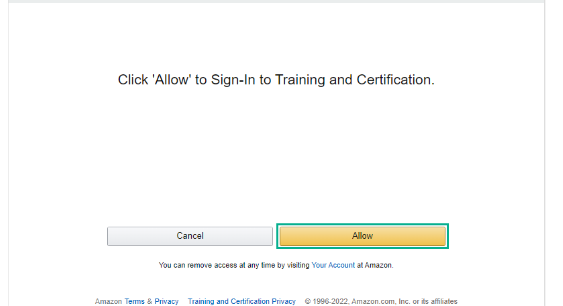 Click 'Allow' to Sign-In to Training and Certification.
Cancel Allow
You can remove access at any time by visiting Your Account at Amazon.
Amazon Terms & Privacy Training and Certification Privacy © 1996-2022, Amazon.com, Inc. or its affiliates